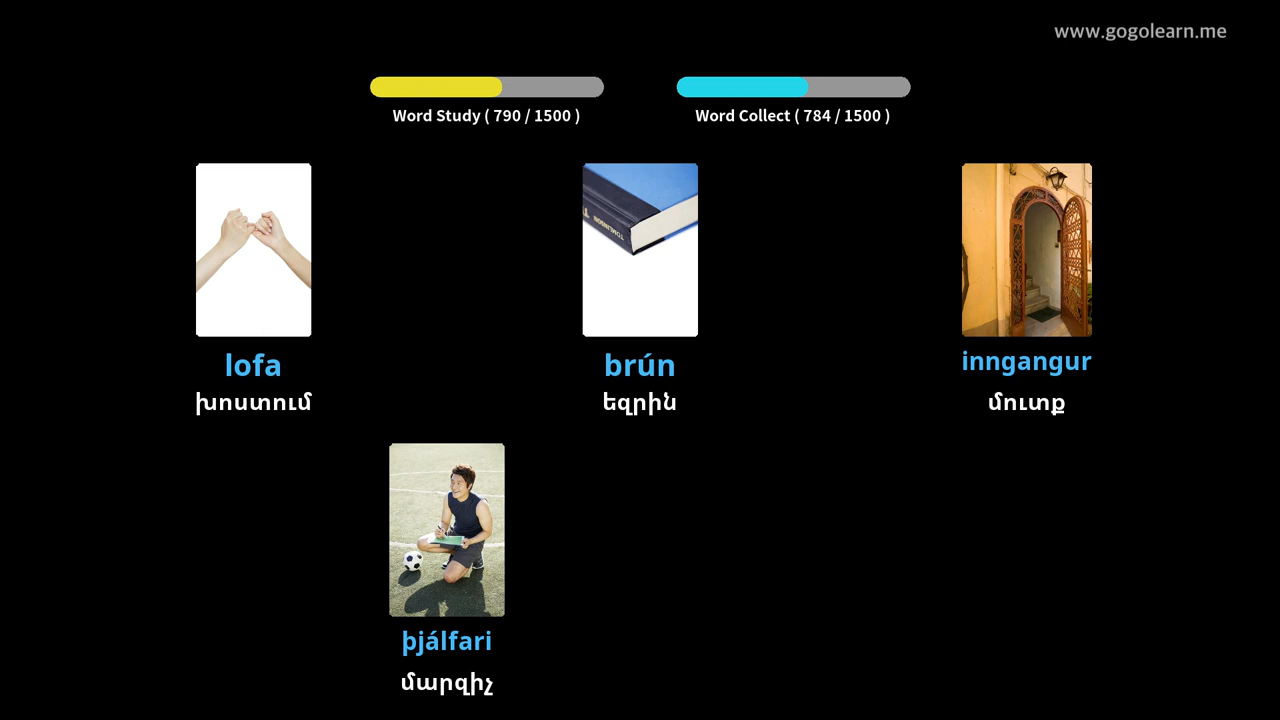 www.gogolearn.me
Word Study ( 790 / 1500 )
Word Collect ( 784 / 1500 )
TOMLINSON
lofa
խոստում
brún
եզրին
inngangur
մուտք
þjálfari
մարզիչ